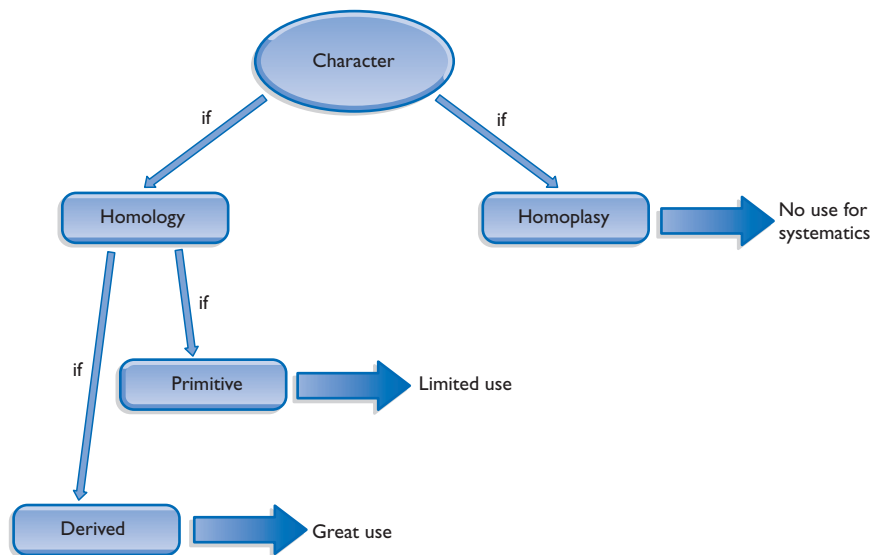 Character
if
if
Homology
Homoplasy
No use for
systematics
if
if
Primitive
Limited use
Derived
Great use